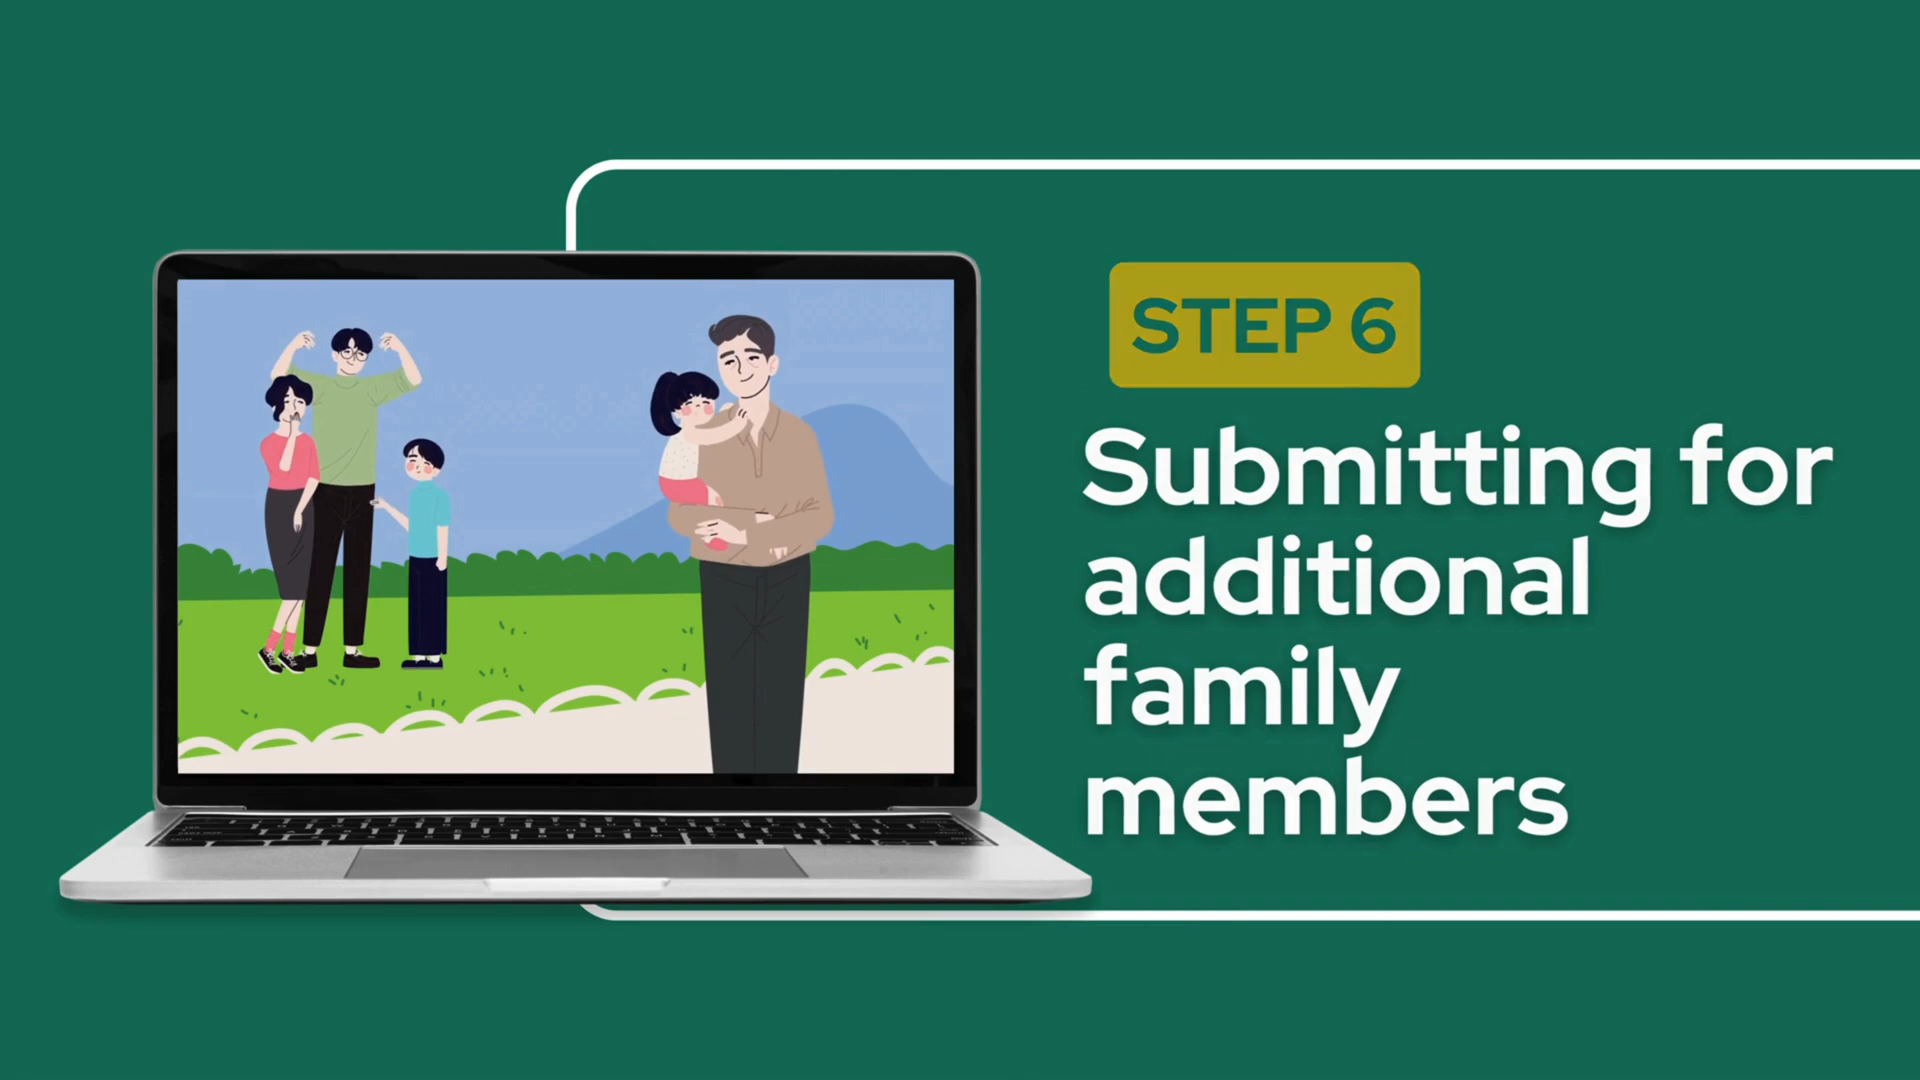 STEP 6
Submitting for
additional
family
members